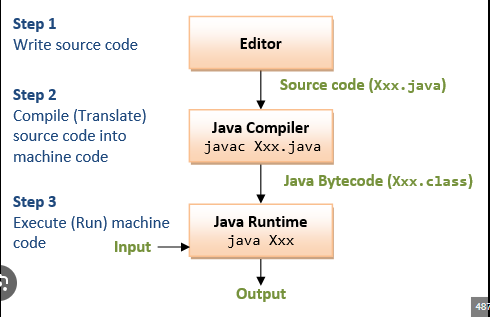 Step 1
Write source code
Editor
Source code (Xxx.java)
Step 2
Compile (Translate)
source code into
machine code
Java Compiler
javac Xxx.java
Java Bytecode (Xxx.class)
Step 3
Execute (Run) machine
code
Java Runtime
java Xxx
Input
Output
487